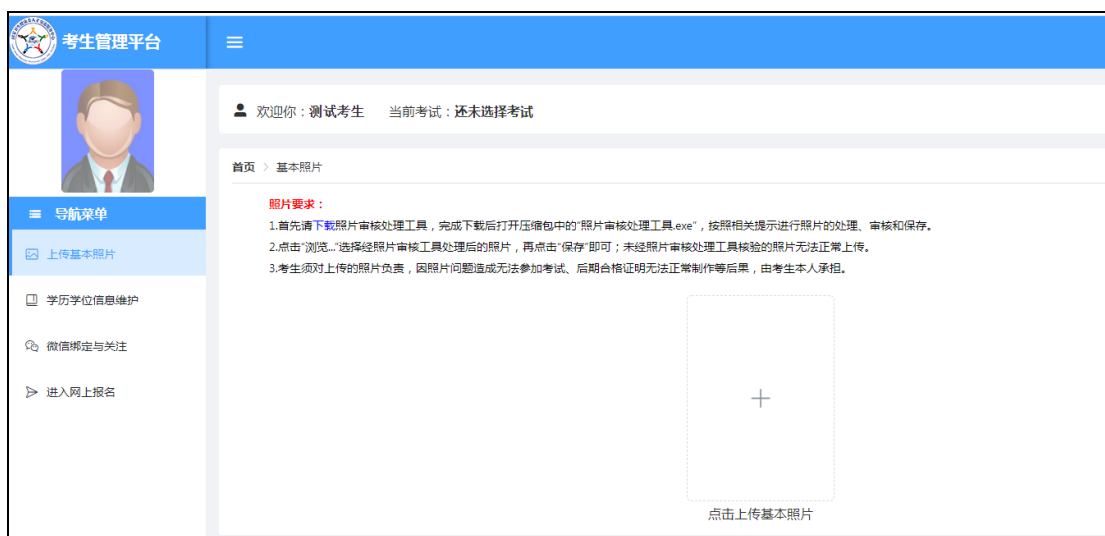 考生管理平台
欢迎你：测试考生 当前考试：还未选择考试
首页 > 基本照片
导航菜单
上传基本照片
学历学位信息维护
微信绑定与关注
进入网上报名
照片要求：
1.首先请下载照片审核处理工具，完成下载后打开压缩包中的“照片审核处理工具.exe”，按照相关提示进行照片的处理、审核和保存。
2.点击“浏览...”选择经照片审核工具处理后的照片，再点击“保存”即可；未经照片审核处理工具核验的照片无法正常上传。
3.考生须对上传的照片负责，因照片问题造成无法参加考试、后期合格证明无法正常制作等后果，由考生本人承担。
点击上传基本照片